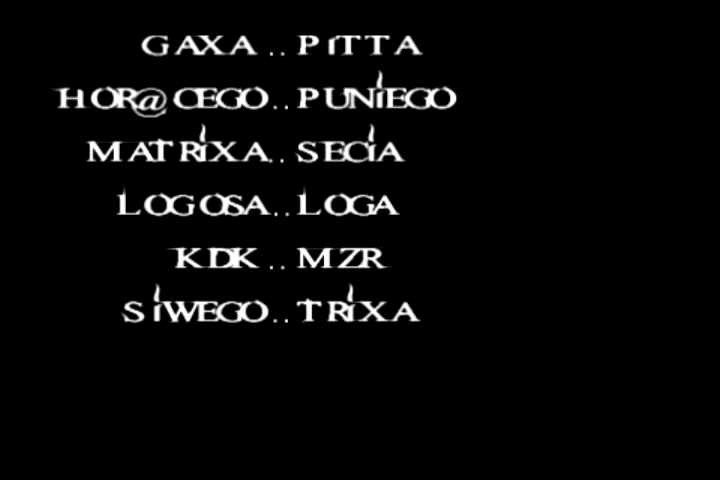 GAXA .. PITTA
HOR@CEGO .. PUNIEGO
MATRIXA .. SECIA
LOGOSA .. LOGA
KDK .. MZR
SIWEGO .. TRIXA